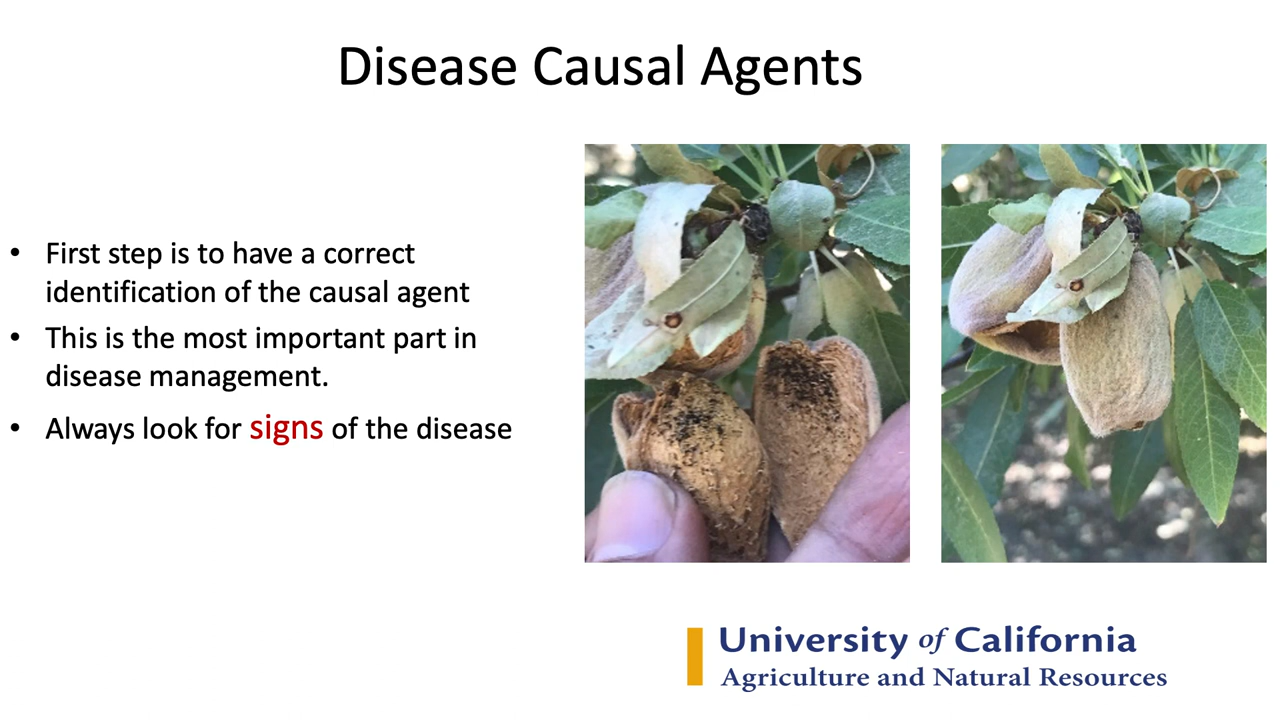 Disease Causal Agents
• First step is to have a correct
identification of the causal agent
• This is the most important part in
disease management.
• Always look for signs of the disease
University of California
Agriculture and Natural Resources